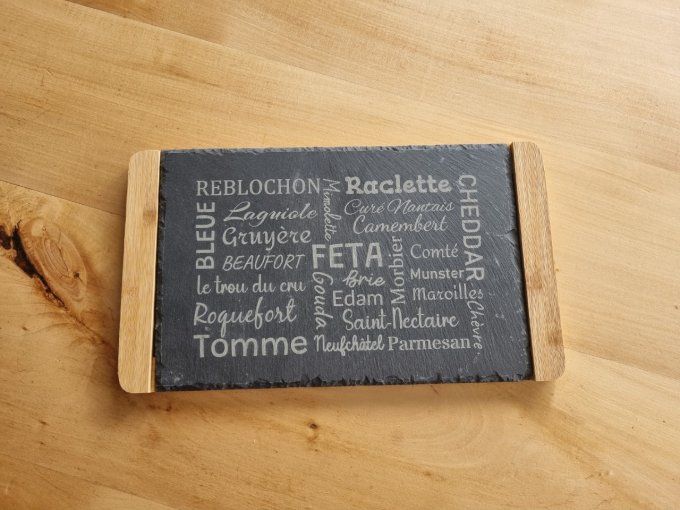 REBLOCHON
Mimolette
Raclette
CHEDDAR
BLEUE
Laguiole
Curé Nantais
Gruyère
Camembert
BEAUFORT
FETA
Morbier
Comté
le trou du cru
Gouda
Brie
Munster
Edam
Maroilles
Roquefort
Saint-Nectaire
Chèvre
Tomme
Neufchâtel
Parmesan